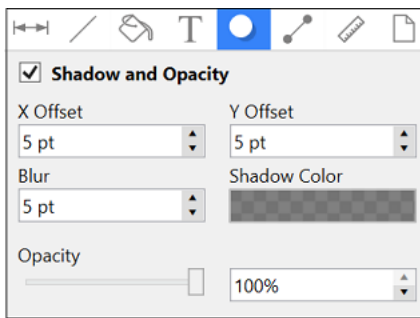 T
Shadow and Opacity
X Offset Y Offset
5 pt 5 pt
Blur Shadow Color
5 pt
Opacity
100%